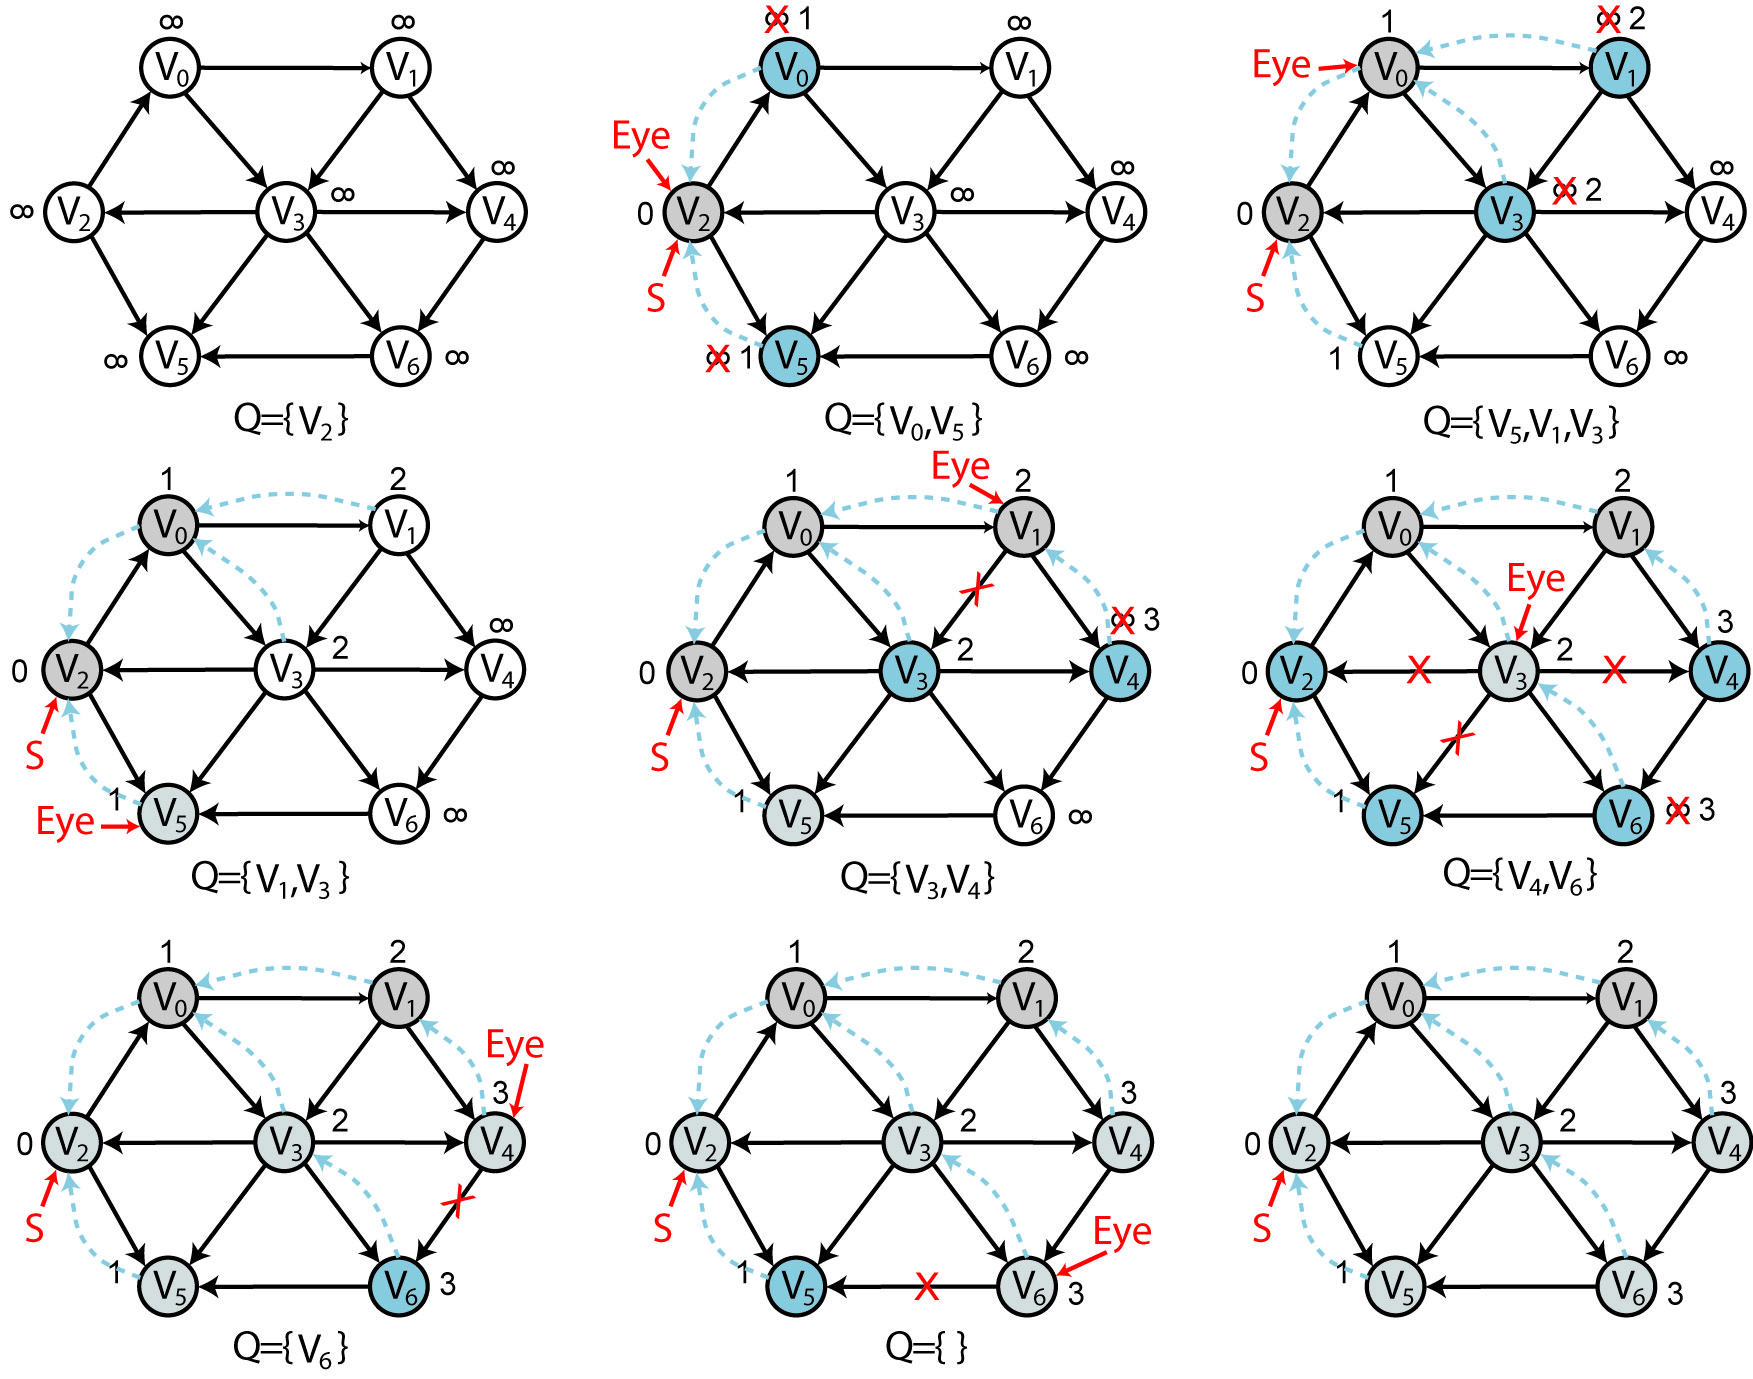 ∞
∞
V₀
V₁
∞
∞
V₂
V₃
∞
V₄
∞
V₅
V₆
∞
Q={V₂}
∞ 1
∞
V₀
V₁
Eye
∞
0
V₂
V₃
∞
V₄
S
∞ 1
V₅
V₆
∞
Q={V₀,V₅}
1
∞ 2
Eye
V₀
V₁
∞
0
V₂
V₃
∞ 2
V₄
S
1
V₅
V₆
∞
Q={V₅,V₁,V₃}
1
2
V₀
V₁
∞
0
V₂
V₃
2
V₄
S
1
Eye
V₅
V₆
∞
Q={V₁,V₃}
Eye
1
2
V₀
V₁
∞ 3
0
V₂
V₃
2
V₄
S
1
V₅
V₆
∞
Q={V₃,V₄}
1
2
V₀
V₁
Eye
3
0
V₂
V₃
2
V₄
S
1
V₅
V₆
∞ 3
Q={V₄,V₆}
1
2
V₀
V₁
Eye
3
0
V₂
V₃
2
V₄
S
1
V₅
V₆
3
Q={V₆}
1
2
V₀
V₁
3
0
V₂
V₃
2
V₄
S
Eye
1
V₅
V₆
3
Q={ }
1
2
V₀
V₁
3
0
V₂
V₃
2
V₄
S
1
V₅
V₆
3